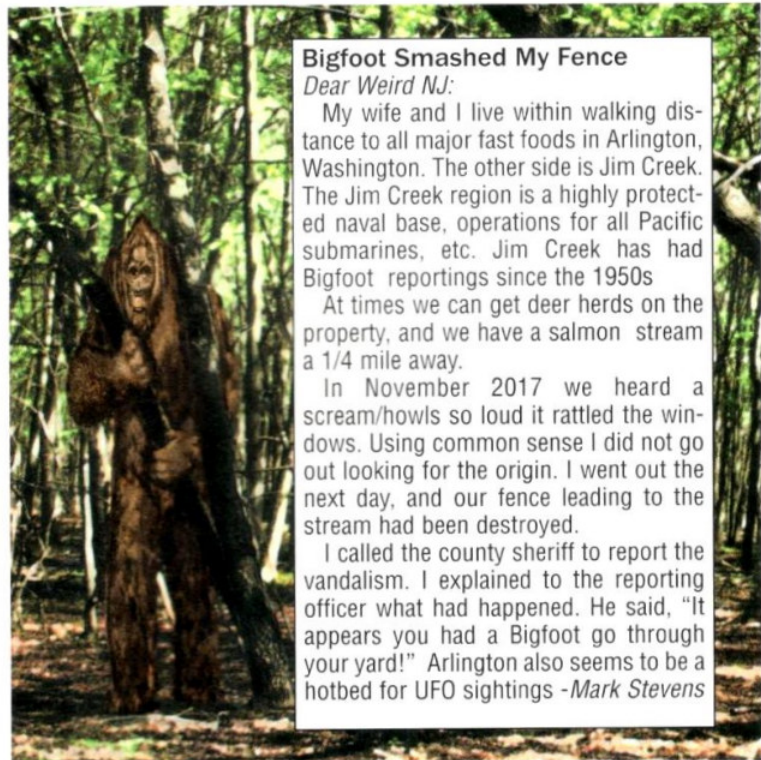 Bigfoot Smashed My Fence
Dear Weird NJ:
My wife and I live within walking dis-
tance to all major fast foods in Arlington,
Washington. The other side is Jim Creek.
The Jim Creek region is a highly protect-
ed naval base, operations for all Pacific
submarines, etc. Jim Creek has had
Bigfoot reportings since the 1950s
At times we can get deer herds on the
property, and we have a salmon stream
a 1/4 mile away.
In November 2017 we heard a
scream/howls so loud it rattled the win-
dows. Using common sense I did not go
out looking for the origin. I went out the
next day, and our fence leading to the
stream had been destroyed.
I called the county sheriff to report the
vandalism. I explained to the reporting
officer what had happened. He said, “It
appears you had a Bigfoot go through
your yard!” Arlington also seems to be a
hotbed for UFO sightings -Mark Stevens